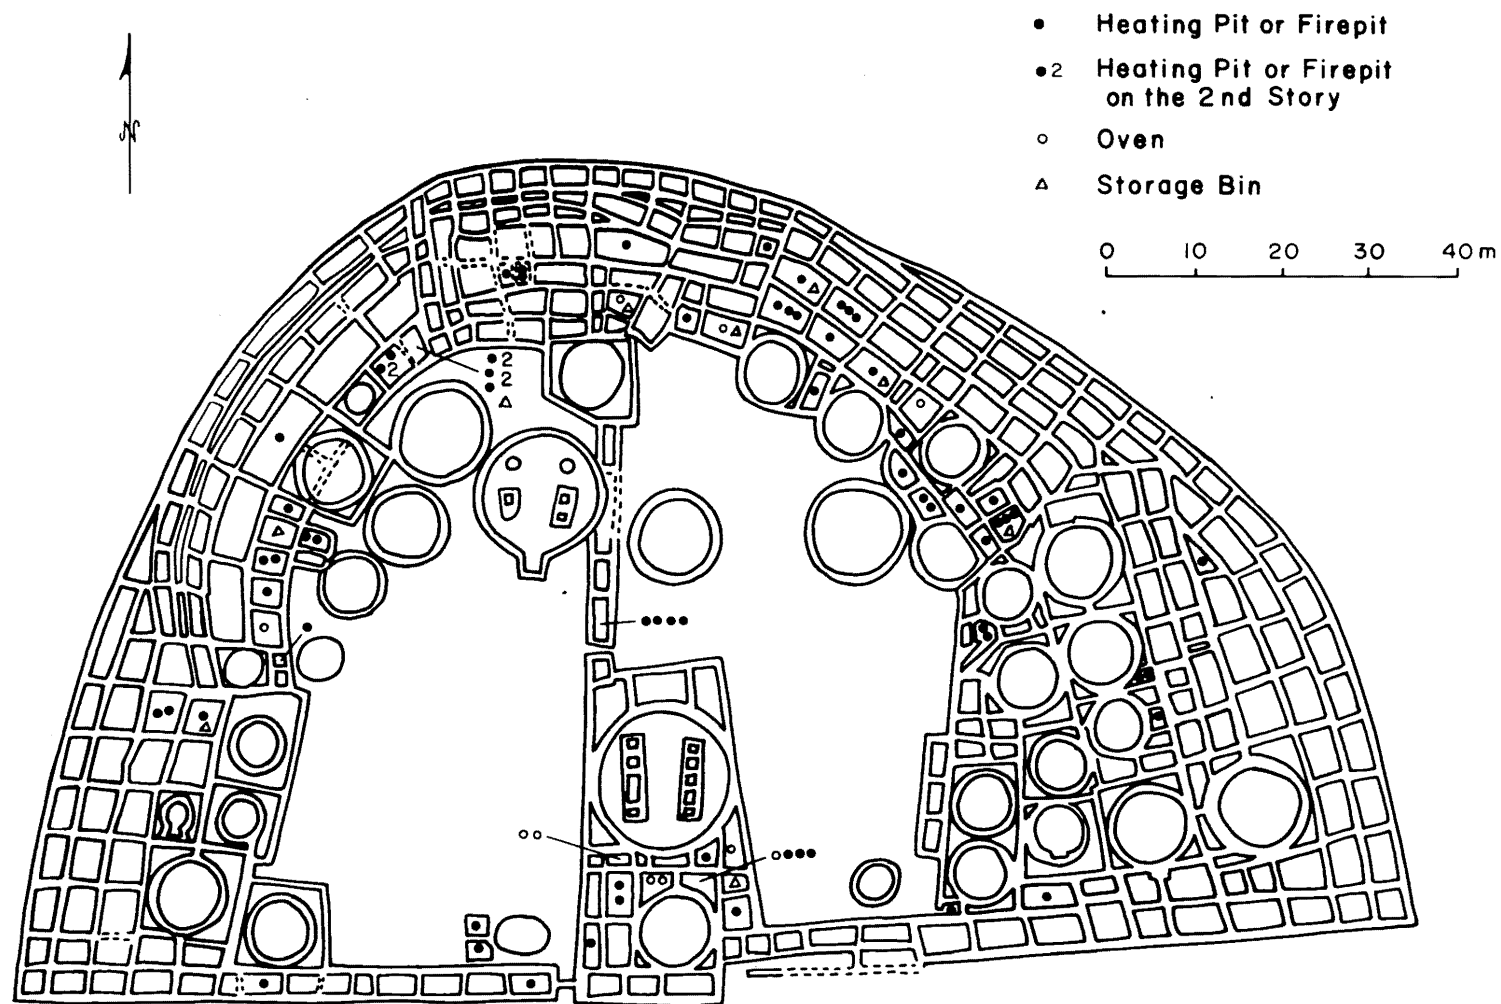 Heating Pit or Firepit
2 Heating Pit or Firepit
on the 2nd Story
Oven
Storage Bin
N
0 10 20 30 40 m
2
2
2